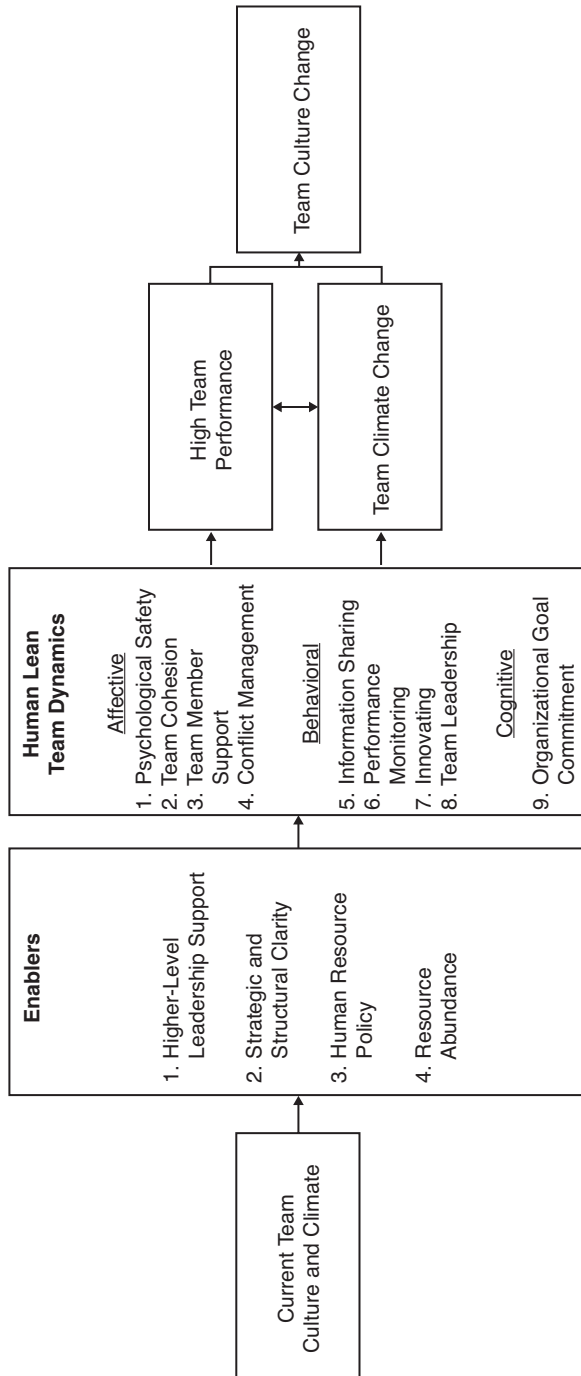 Current Team
Culture and Climate
Enablers
1. Higher-Level
Leadership Support
2. Strategic and
Structural Clarity
3. Human Resource
Policy
4. Resource
Abundance
Human Lean
Team Dynamics
Affective
1. Psychological Safety
2. Team Cohesion
3. Team Member
Support
4. Conflict Management
Behavioral
5. Information Sharing
6. Performance
Monitoring
7. Innovating
8. Team Leadership
Cognitive
9. Organizational Goal
Commitment
High Team
Performance
Team Climate Change
Team Culture Change